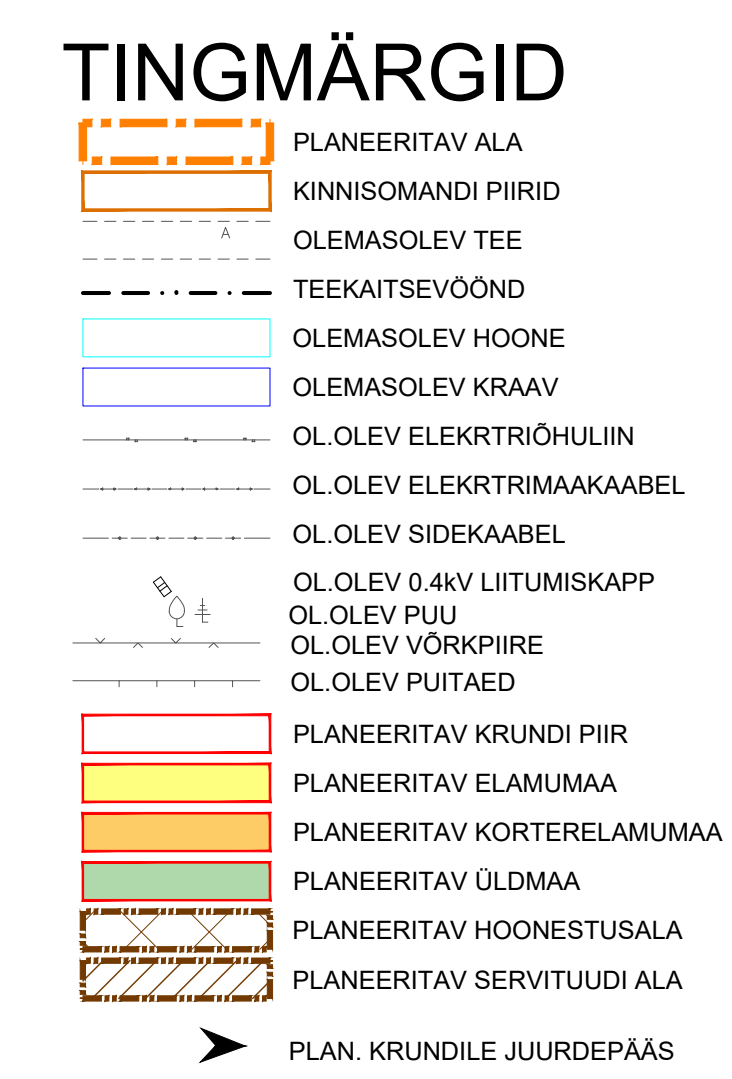 TINGMÄRGID
PLANEERITAV ALA
KINNISOMANDI PIIRID
A
OLEMASOLEV TEE
TEEKAITSEVÖÖND
OLEMASOLEV HOONE
OLEMASOLEV KRAAV
OL.OLEV ELEKRTRIÕHULIIN
OL.OLEV ELEKRTRIMAAKAABEL
OL.OLEV SIDEKAABEL
OL.OLEV 0.4kV LIITUMISKAPP
OL.OLEV PUU
OL.OLEV VÕRKPIIRE
OL.OLEV PUITAED
PLANEERITAV KRUNDI PIIR
PLANEERITAV ELAMUMAA
PLANEERITAV KORTERELAMUMAA
PLANEERITAV ÜLDMAA
PLANEERITAV HOONESTUSALA
PLANEERITAV SERVITUUDI ALA
PLAN. KRUNDILE JUURDEPÄÄS